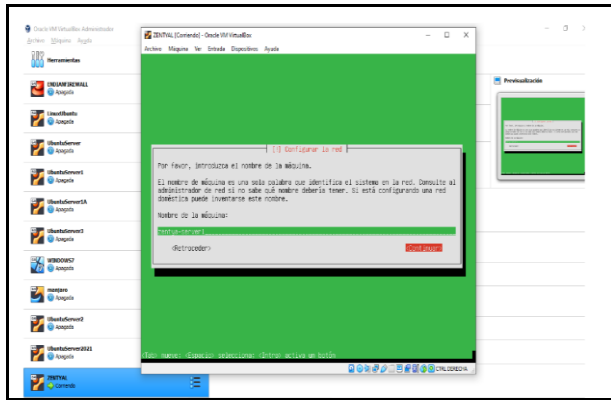 Oracle VM VirtualBox Administrador
Archivo Máquina Ayuda
Herramientas
Apagada
LinuxUbuntu
Apagada
UbuntuServer
Apagada
UbuntuServer1
Apagada
UbuntuServer1A
Apagada
UbuntuServer3
Apagada
WINDOWS7
Apagada
manjaro
Apagada
UbuntuServer2
Apagada
UbuntuServer2021
Apagada
ZENTYAL
Corriendo
ZENTYAL [Corriendo] - Oracle VM VirtualBox
Archivo Máquina Ver Entrada Dispositivos Ayuda
[!] Configurar la red
Por favor, introduzca el nombre de la máquina.
El nombre de máquina es una sola palabra que identifica el sistema en la red. Consulte al
administrador de red si no sabe qué nombre debería tener. Si está configurando una red
doméstica puede inventarse este nombre.
Nombre de la máquina:
zentya-server1
<Retroceder>
<Continuar>
<Tab> mueve; <Espacio> selecciona; <Intro> activa un botón
CTRL DERECHA
Previsualización